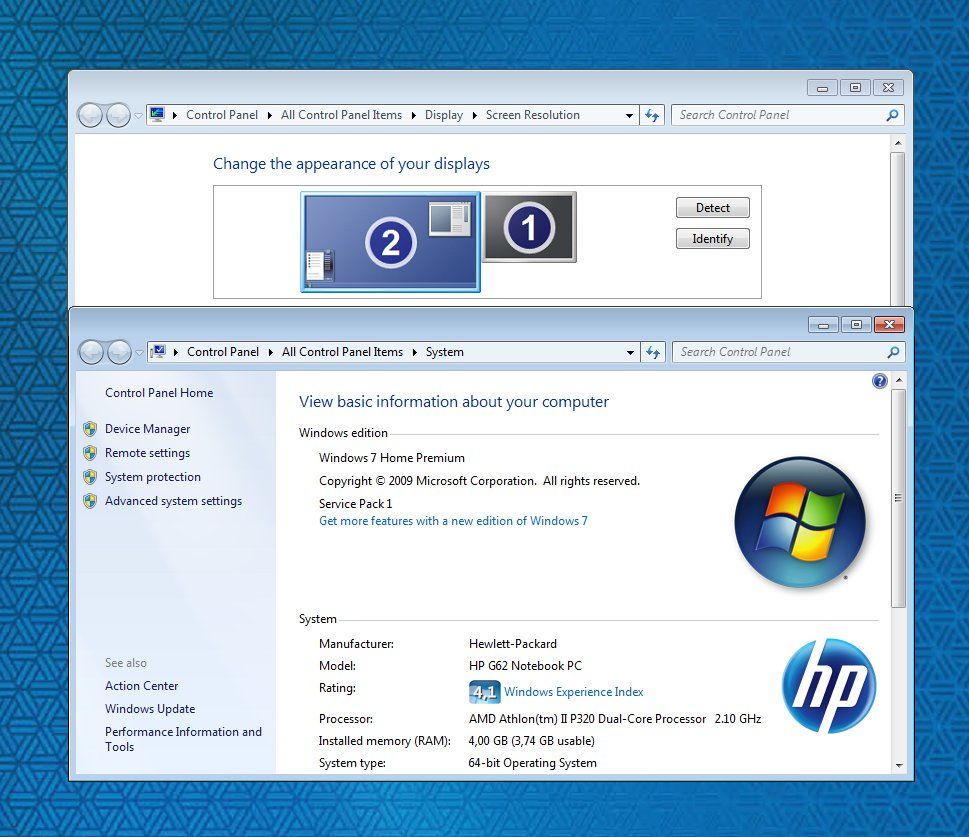 Control Panel All Control Panel Items Display Screen Resolution Search Control Panel
Change the appearance of your displays
2 1 Detect
Identify
Control Panel All Control Panel Items System Search Control Panel
Control Panel Home
Device Manager
Remote settings
System protection
Advanced system settings
See also
Action Center
Windows Update
Performance Information and
Tools
?
View basic information about your computer
Windows edition
Windows 7 Home Premium
Copyright © 2009 Microsoft Corporation. All rights reserved.
Service Pack 1
Get more features with a new edition of Windows 7
System
Manufacturer: Hewlett-Packard
Model: HP G62 Notebook PC
Rating: 4,1 Windows Experience Index
Processor: AMD Athlon(tm) II P320 Dual-Core Processor 2.10 GHz
Installed memory (RAM): 4,00 GB (3,74 GB usable)
System type: 64-bit Operating System
hp